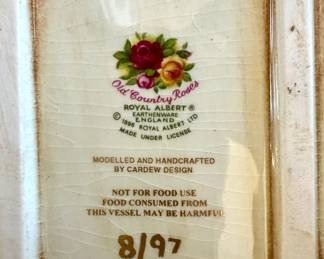 Old Country Roses
ROYAL ALBERT ®
EARTHENWARE
ENGLAND
© 1996 ROYAL ALBERT LTD
MADE UNDER LICENSE
MODELLED AND HANDCRAFTED
BY CARDEW DESIGN
NOT FOR FOOD USE
FOOD CONSUMED FROM
THIS VESSEL MAY BE HARMFUL
8/97